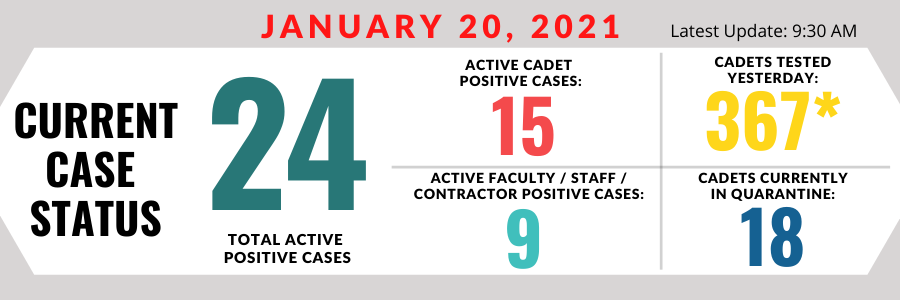 JANUARY 20, 2021
Latest Update: 9:30 AM
CURRENT
CASE
STATUS
24
TOTAL ACTIVE
POSITIVE CASES
ACTIVE CADET
POSITIVE CASES:
15
CADETS TESTED
YESTERDAY:
367*
ACTIVE FACULTY / STAFF /
CONTRACTOR POSITIVE CASES:
9
CADETS CURRENTLY
IN QUARANTINE:
18